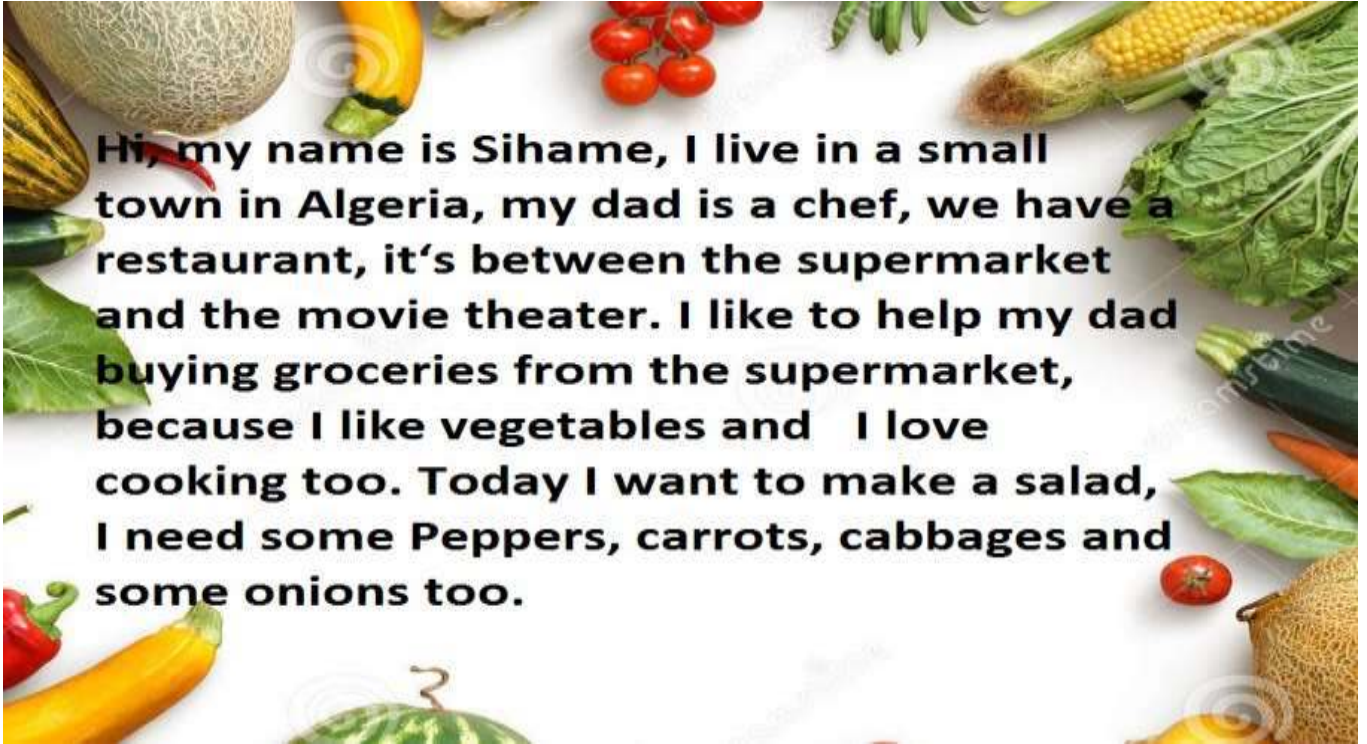 Hi, my name is Sihame, I live in a small
town in Algeria, my dad is a chef, we have a
restaurant, it‘s between the supermarket
and the movie theater. I like to help my dad
buying groceries from the supermarket,
because I like vegetables and   I love
cooking too. Today I want to make a salad,
I need some Peppers, carrots, cabbages and
some onions too.